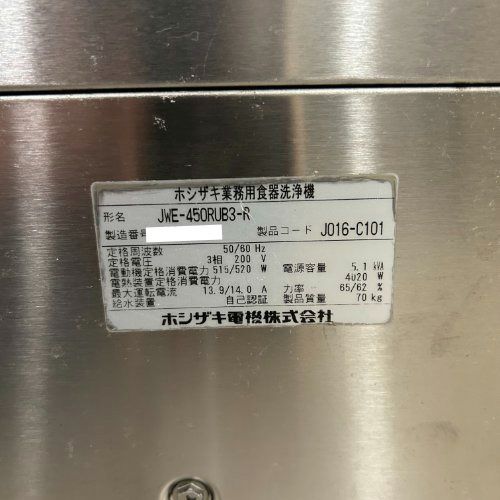 ホシザキ業務用食器洗浄機
形名 JWE-450RUB3-R
製造番号 製品コード J016-C101
定格周波数 50/60 Hz
定格電圧 3相 200 V
電動機定格消費電力 515/520 W 電源容量 5.1 kVA
電熱装置定格消費電力 4020 W
最大運転電流 13.9/14.0 A 力率 65/62 %
給水装置 自己認証 製品質量 70 kg
ホシザキ電機株式会社